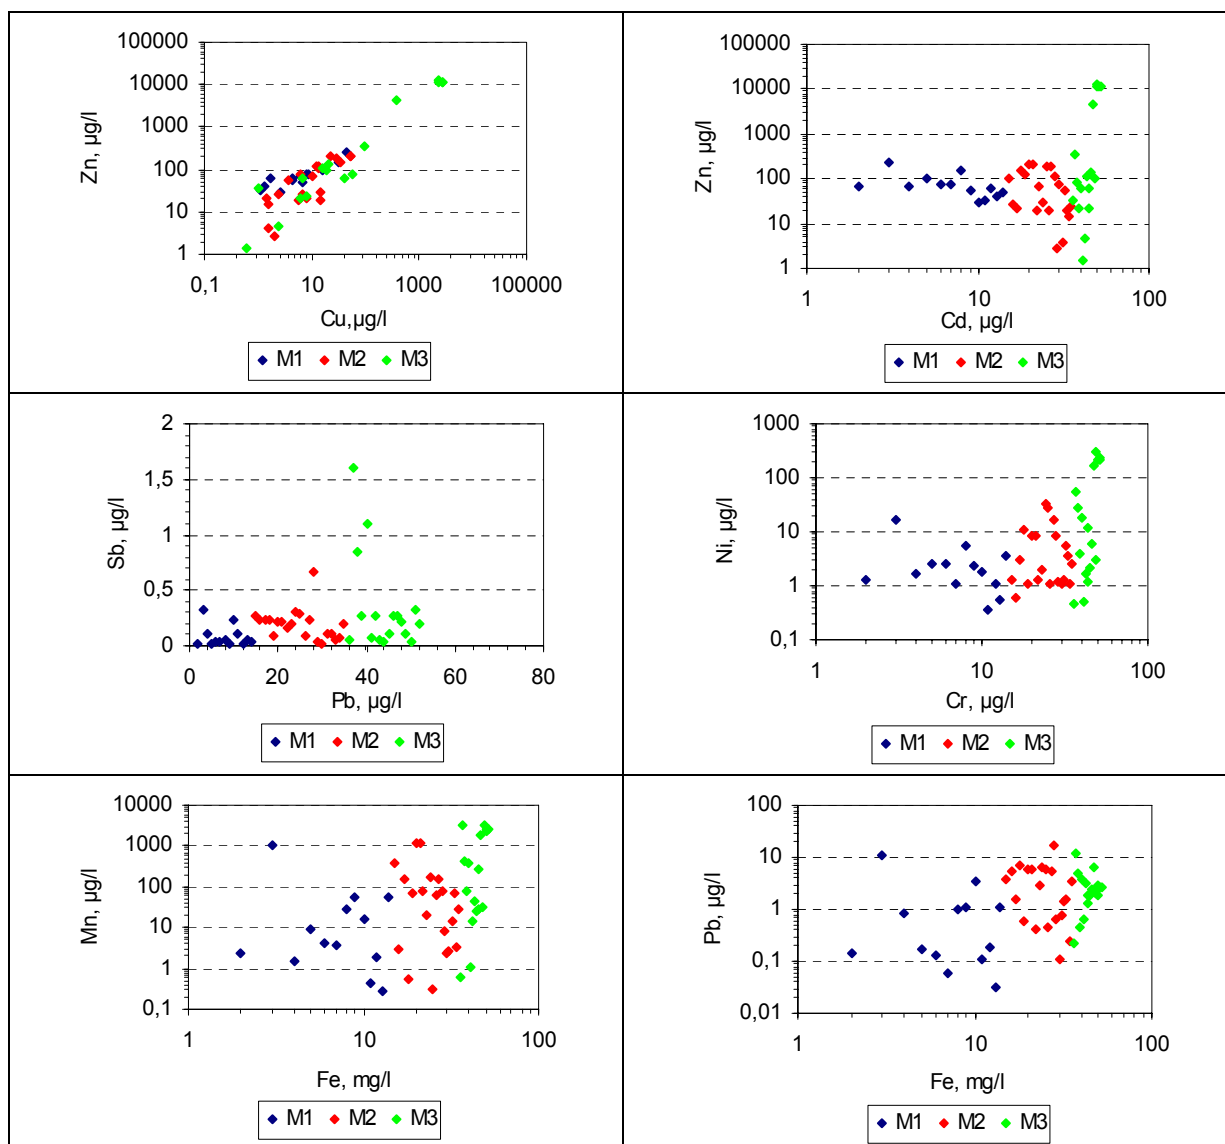 100000
10000
1000
100
10
1
Zn, µg/l
0,1 10 1000 100000
Cu,µg/l
M1 M2 M3
100000
10000
1000
100
10
1
Zn, µg/l
1 10 100
Cd, µg/l
M1 M2 M3
2
1,5
1
0,5
0
Sb, µg/l
0 20 40 60 80
Pb, µg/l
M1 M2 M3
1000
100
10
1
0,1
Ni, µg/l
1 10 100
Cr, µg/l
M1 M2 M3
10000
1000
100
10
1
0,1
Mn, µg/l
1 10 100
Fe, mg/l
M1 M2 M3
100
10
1
0,1
0,01
Pb, µg/l
1 10 100
Fe, mg/l
M1 M2 M3